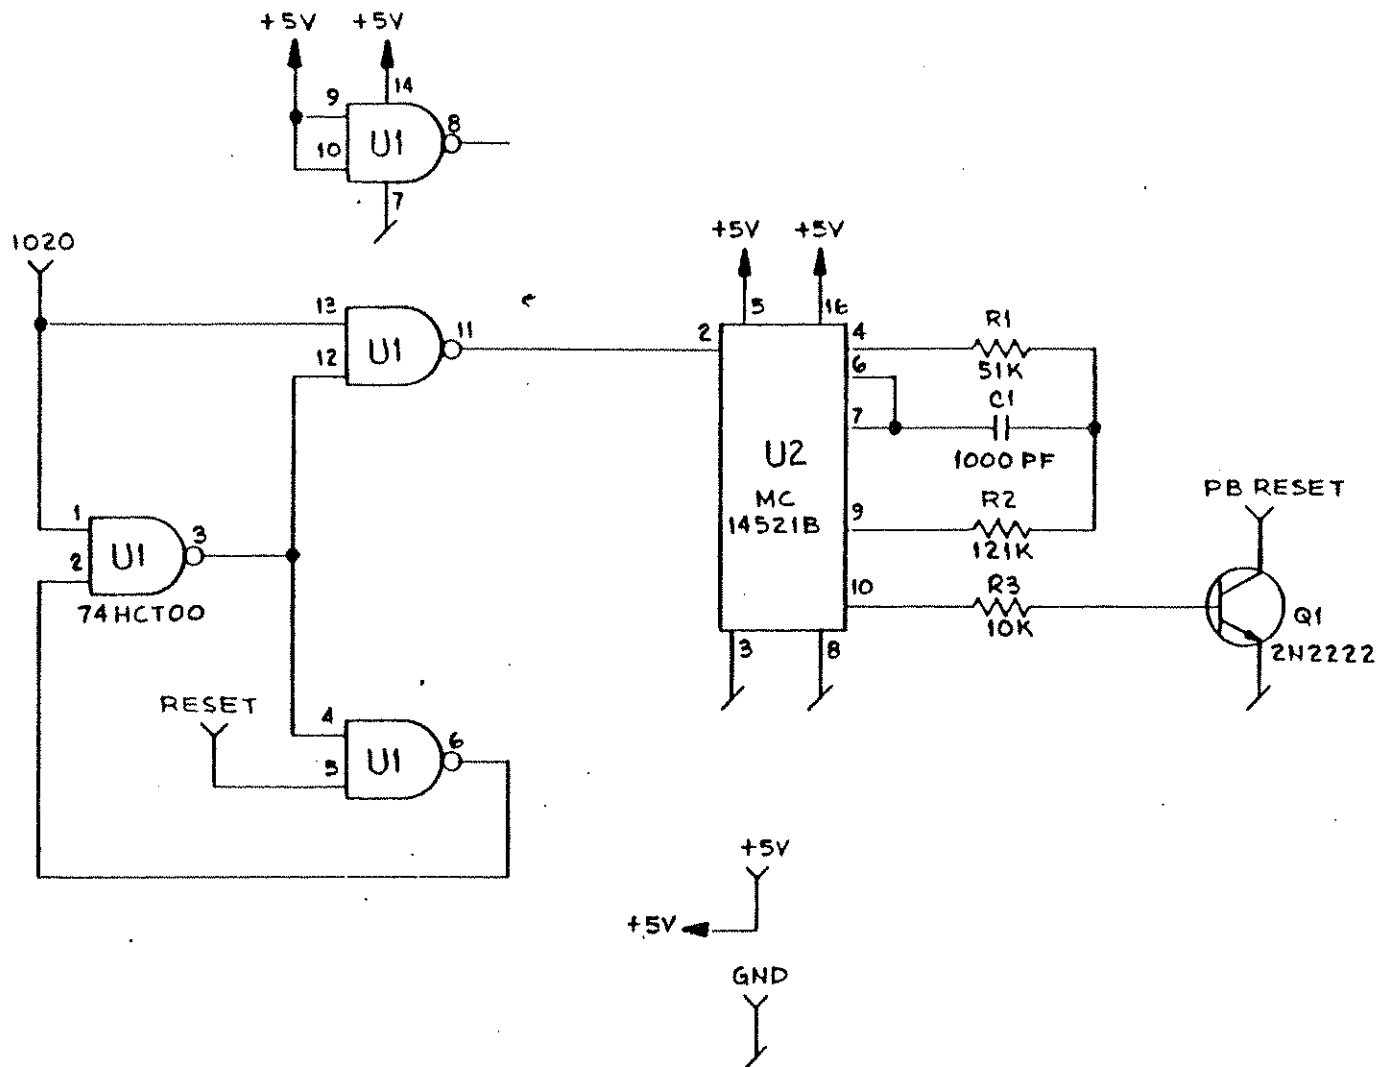 +5V +5V
14
9
8
10
U1
7
1020
+5V +5V
13
5 16
R1
11
2
4
12
U1
6
51K
C1
7
U2
1000 PF
PB RESET
MC
R2
1
9
3
14521B
2
U1
121K
10
R3
74HCT00
Q1
10K
3 8
2N2222
RESET
4
6
5
U1
+5V
+5V
GND